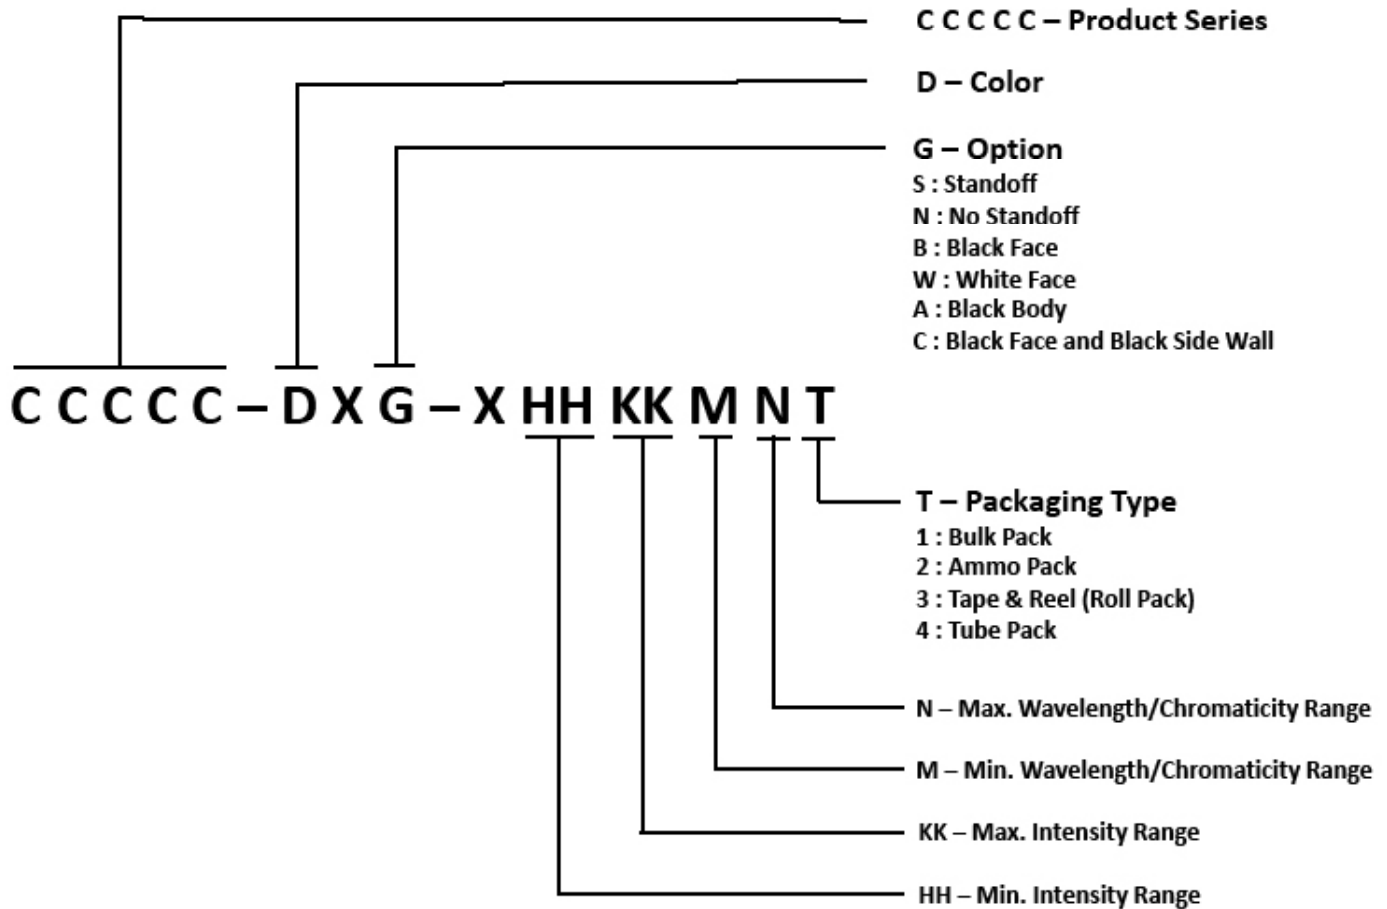 C C C C C – Product Series
D – Color
G – Option
S : Standoff
N : No Standoff
B : Black Face
W : White Face
A : Black Body
C : Black Face and Black Side Wall
C C C C C – D X G – X HH KK M N T
T – Packaging Type
1 : Bulk Pack
2 : Ammo Pack
3 : Tape & Reel (Roll Pack)
4 : Tube Pack
N – Max. Wavelength/Chromaticity Range
M – Min. Wavelength/Chromaticity Range
KK – Max. Intensity Range
HH – Min. Intensity Range